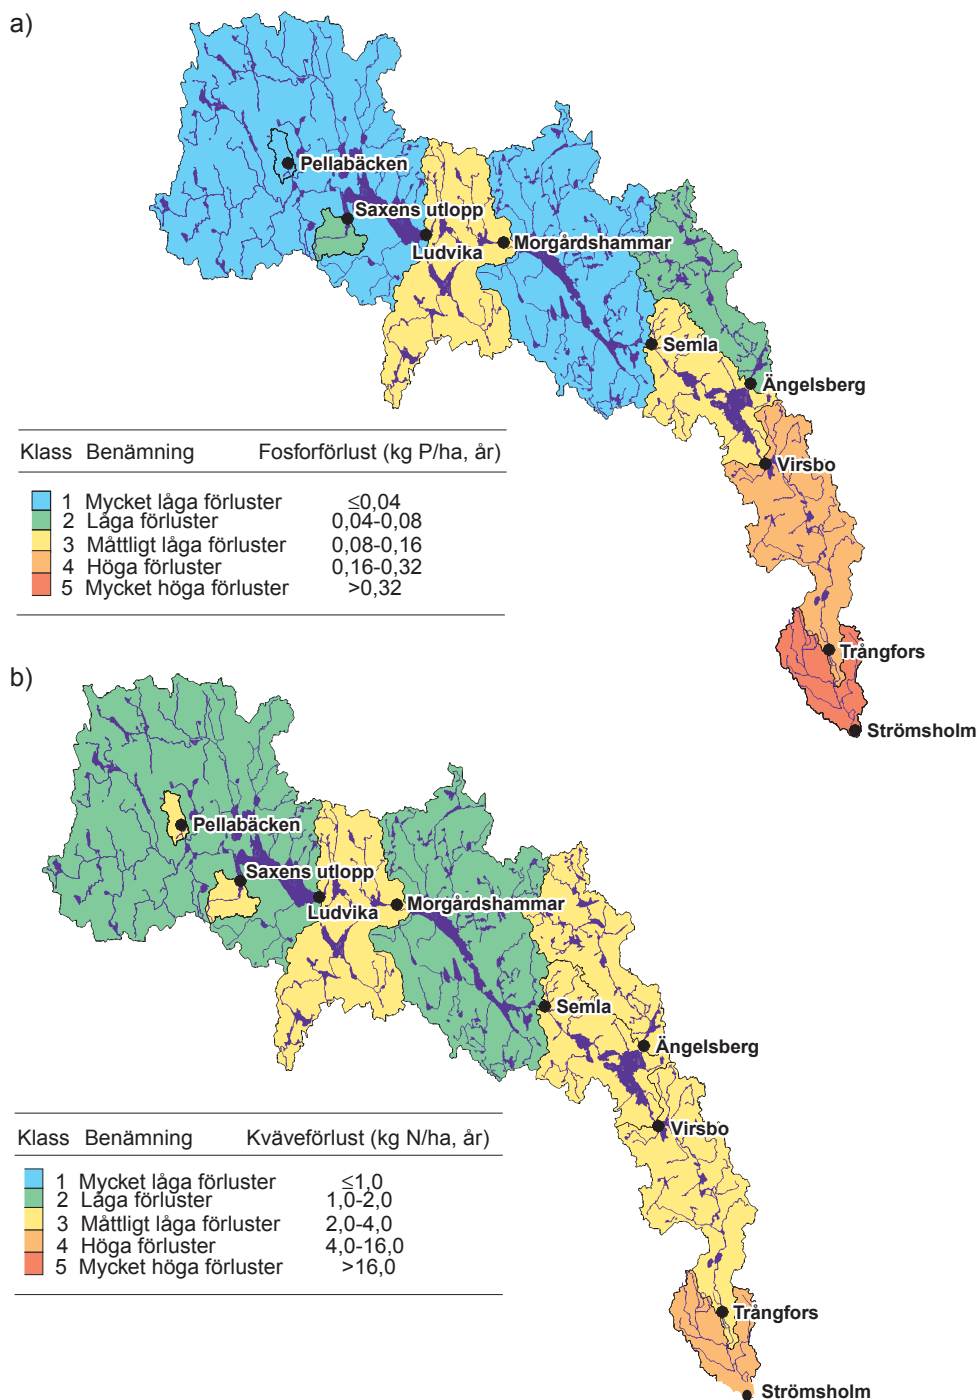 a)
Pellabäcken
Saxens utlopp
Ludvika
Morgårdshammar
Semla
Ängelsberg
Virsbo
Trångfors
Strömsholm
Klass Benämning Fosforförlust (kg P/ha, år)
1 Mycket låga förluster ≤0,04
2 Låga förluster 0,04-0,08
3 Måttligt låga förluster 0,08-0,16
4 Höga förluster 0,16-0,32
5 Mycket höga förluster >0,32
b)
Pellabäcken
Saxens utlopp
Ludvika
Morgårdshammar
Semla
Ängelsberg
Virsbo
Trångfors
Strömsholm
Klass Benämning Kväveförlust (kg N/ha, år)
1 Mycket låga förluster ≤1,0
2 Låga förluster 1,0-2,0
3 Måttligt låga förluster 2,0-4,0
4 Höga förluster 4,0-16,0
5 Mycket höga förluster >16,0